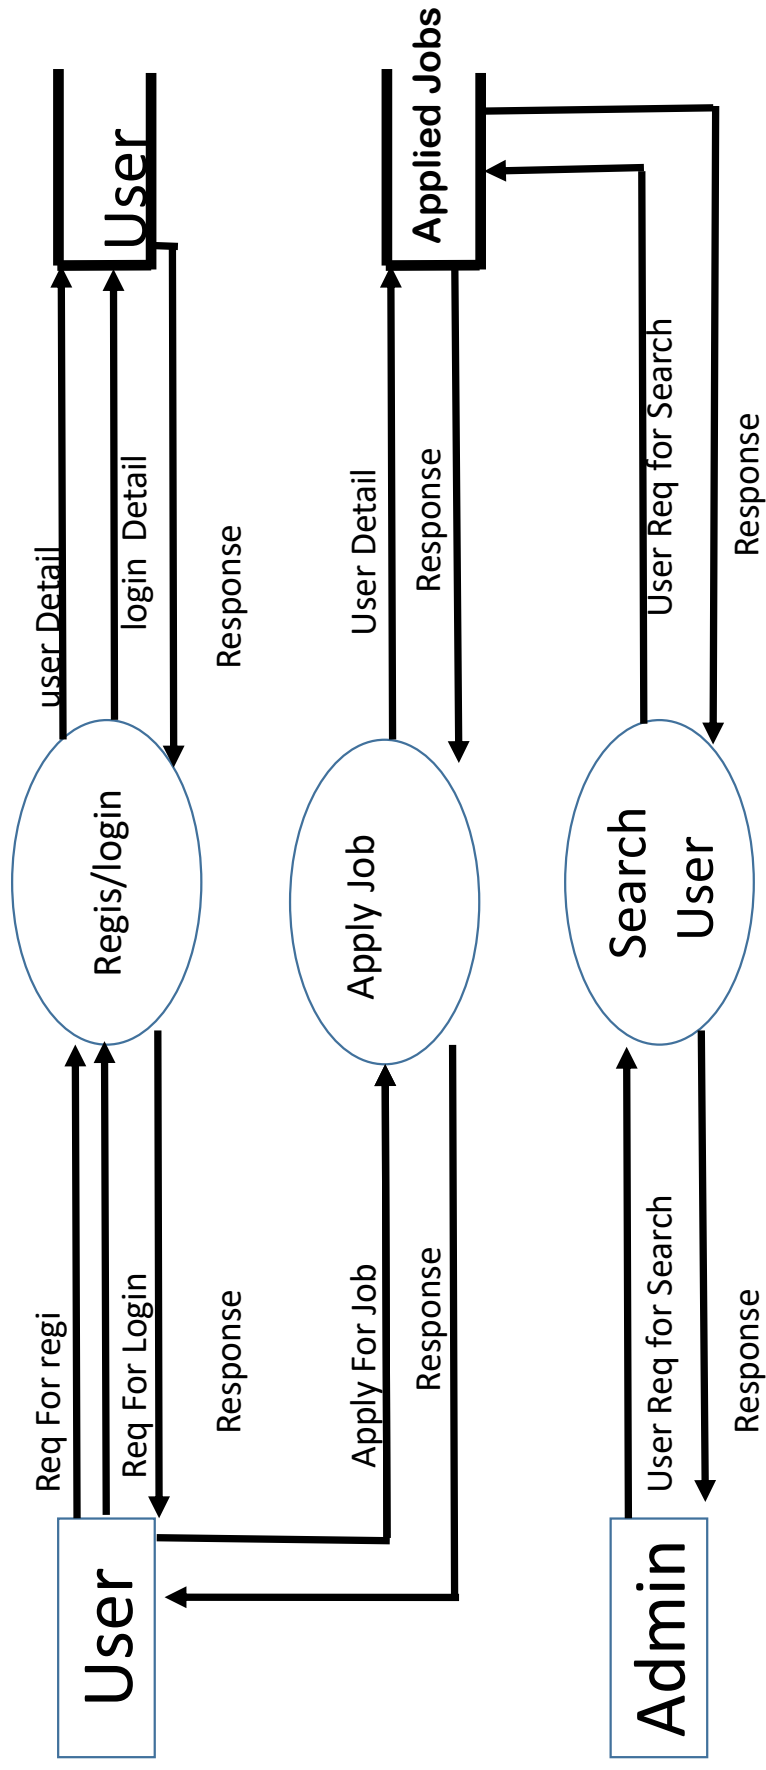 User
Req For regi
Req For Login
Response
Regis/login
user Detail
login Detail
Response
User
Apply For Job
Response
Apply Job
User Detail
Response
Applied Jobs
Admin
User Req for Search
Response
Search
User
User Req for Search
Response